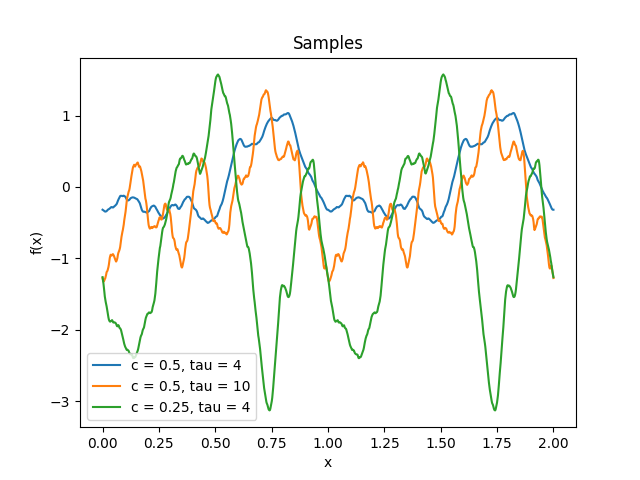 Samples
f(x)
1
0
−1
−2
−3
c = 0.5, tau = 4
c = 0.5, tau = 10
c = 0.25, tau = 4
0.00 0.25 0.50 0.75 1.00 1.25 1.50 1.75 2.00
x